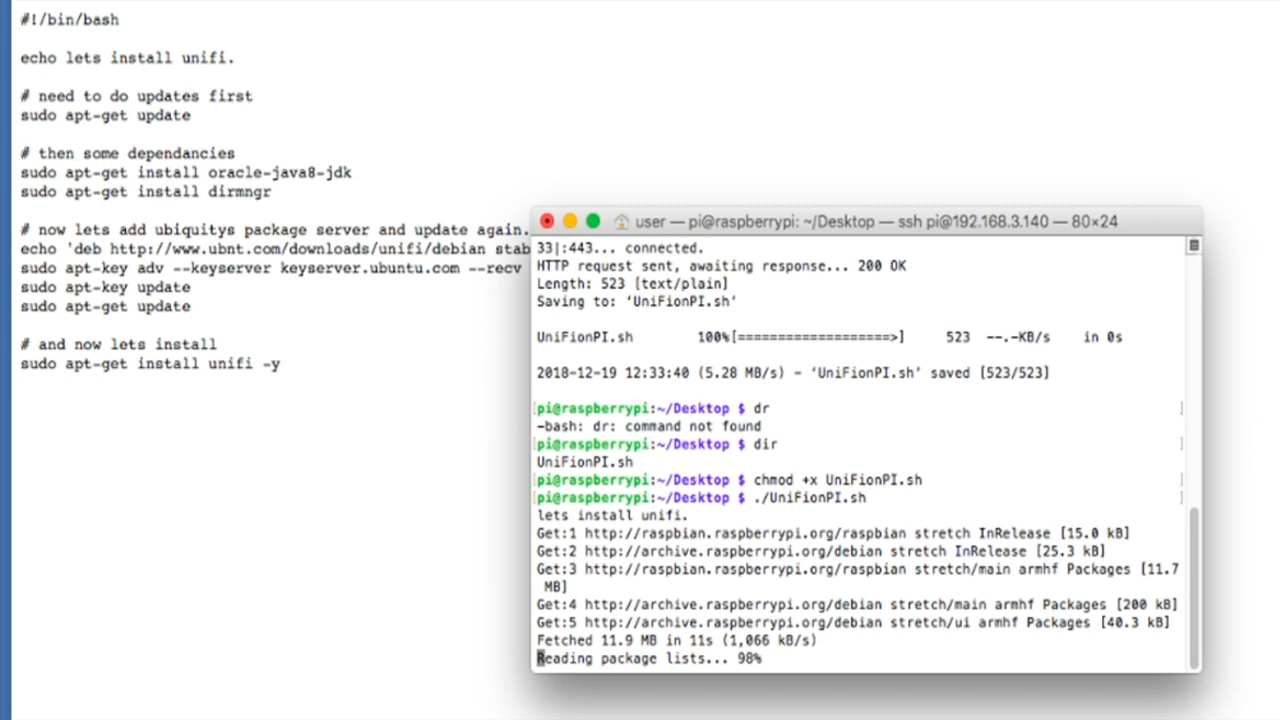 #!/bin/bash
echo lets install unifi.
# need to do updates first
sudo apt-get update
# then some dependancies
sudo apt-get install oracle-java8-jdk
sudo apt-get install dirmngr
# now lets add ubiquitys package server and update again.
echo 'deb http://www.ubnt.com/downloads/unifi/debian stab
sudo apt-key adv --keyserver keyserver.ubuntu.com --recv
sudo apt-key update
sudo apt-get update
# and now lets install
sudo apt-get install unifi -y
user — pi@raspberrypi: ~/Desktop — ssh pi@192.168.3.140 — 80×24
33|:443... connected.
HTTP request sent, awaiting response... 200 OK
Length: 523 [text/plain]
Saving to: ‘UniFionPI.sh’
UniFionPI.sh 100%[===================>] 523 --.-KB/s in 0s
2018-12-19 12:33:40 (5.28 MB/s) - ‘UniFionPI.sh’ saved [523/523]
[pi@raspberrypi:~/Desktop $ dr ]
-bash: dr: command not found
[pi@raspberrypi:~/Desktop $ dir ]
UniFionPI.sh
[pi@raspberrypi:~/Desktop $ chmod +x UniFionPI.sh ]
[pi@raspberrypi:~/Desktop $ ./UniFionPI.sh ]
lets install unifi.
Get:1 http://raspbian.raspberrypi.org/raspbian stretch InRelease [15.0 kB]
Get:2 http://archive.raspberrypi.org/debian stretch InRelease [25.3 kB]
Get:3 http://raspbian.raspberrypi.org/raspbian stretch/main armhf Packages [11.7
MB]
Get:4 http://archive.raspberrypi.org/debian stretch/main armhf Packages [200 kB]
Get:5 http://archive.raspberrypi.org/debian stretch/ui armhf Packages [40.3 kB]
Fetched 11.9 MB in 11s (1,066 kB/s)
Reading package lists... 98%